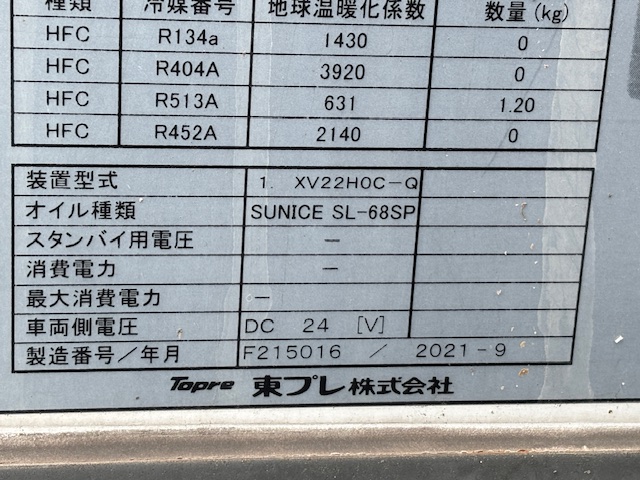 種類 冷媒番号 地球温暖化係数 数量(kg)
HFC R134a 1430 0
HFC R404A 3920 0
HFC R513A 631 1.20
HFC R452A 2140 0
装置型式 1. XV22H0C-Q
オイル種類 SUNICE SL-68SP
スタンバイ用電圧 －
消費電力 －
最大消費電力 －
車両側電圧 DC 24 [V]
製造番号／年月 F215016 / 2021-9
Topre 東プレ株式会社